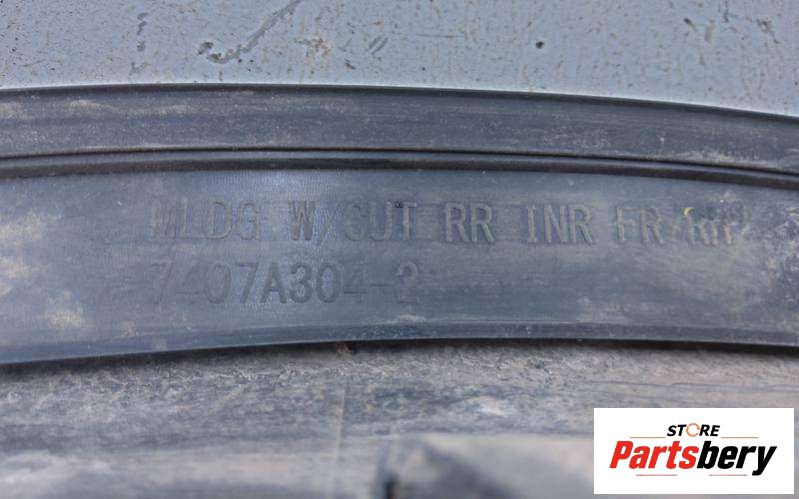 MLDG W/CUT RR INR FR/RH
7407A304-2
STORE
Partsbery